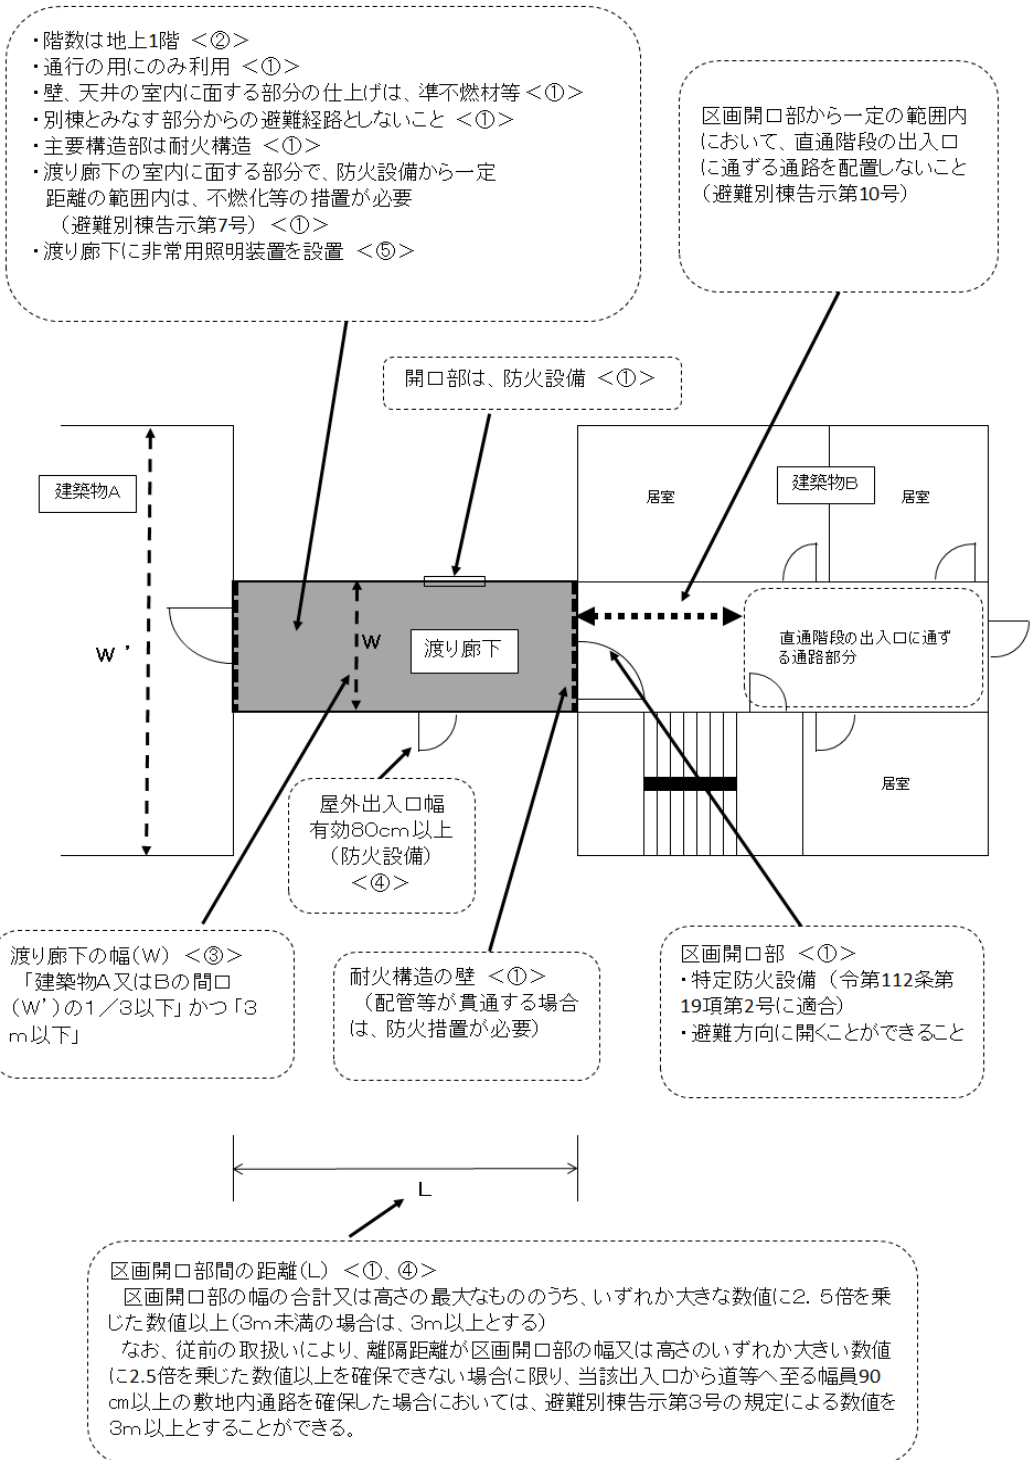 ・階数は地上1階 <②>
・通行の用にのみ利用 <①>
・壁、天井の室内に面する部分の仕上げは、準不燃材等<①>
・別棟とみなす部分からの避難経路としないこと <①>
・主要構造部は耐火構造 <①>
・渡り廊下の室内に面する部分で、防火設備から一定
距離の範囲内は、不燃化等の措置が必要
（避難別棟告示第7号）<①>
・渡り廊下に非常用照明装置を設置 <⑤>
区画開口部から一定の範囲内
において、直通階段の出入口
に通ずる通路を配置しないこと
（避難別棟告示第10号）
開口部は、防火設備 <①>
建築物A
居室
建築物B
居室
W '
W
渡り廊下
直通階段の出入口に通ず
る通路部分
居室
屋外出入口幅
有効80cm以上
（防火設備）
<④>
渡り廊下の幅(W) <③>
「建築物A又はBの間口
(W')の1／3以下」かつ「3
m以下」
耐火構造の壁 <①>
（配管等が貫通する場合
は、防火措置が必要）
区画開口部 <①>
・特定防火設備（令第112条第
19項第2号に適合）
・避難方向に開くことができること
L
区画開口部間の距離(L) <①、④>
区画開口部の幅の合計又は高さの最大なもののうち、いずれか大きな数値に2．5倍を乗
じた数値以上(3m未満の場合は、3m以上とする)
なお、従前の取扱いにより、離隔距離が区画開口部の幅又は高さのいずれか大きい数値
に2.5倍を乗じた数値以上を確保できない場合に限り、当該出入口から道等へ至る幅員90
cm以上の敷地内通路を確保した場合においては、避難別棟告示第3号の規定による数値を
3m以上とすることができる。